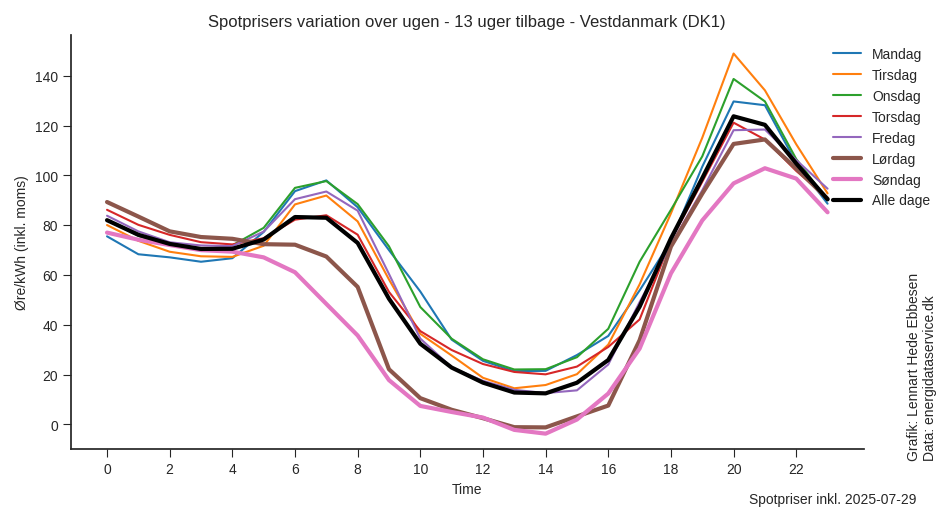 Spotprisers variation over ugen - 13 uger tilbage - Vestdanmark (DK1)
Øre/kWh (inkl. moms)
140
120
100
80
60
40
20
0
0 2 4 6 8 10 12 14 16 18 20 22
Time
Mandag
Tirsdag
Onsdag
Torsdag
Fredag
Lørdag
Søndag
Alle dage
Grafik: Lennart Hede Ebbesen
Data: energidataservice.dk
Spotpriser inkl. 2025-07-29